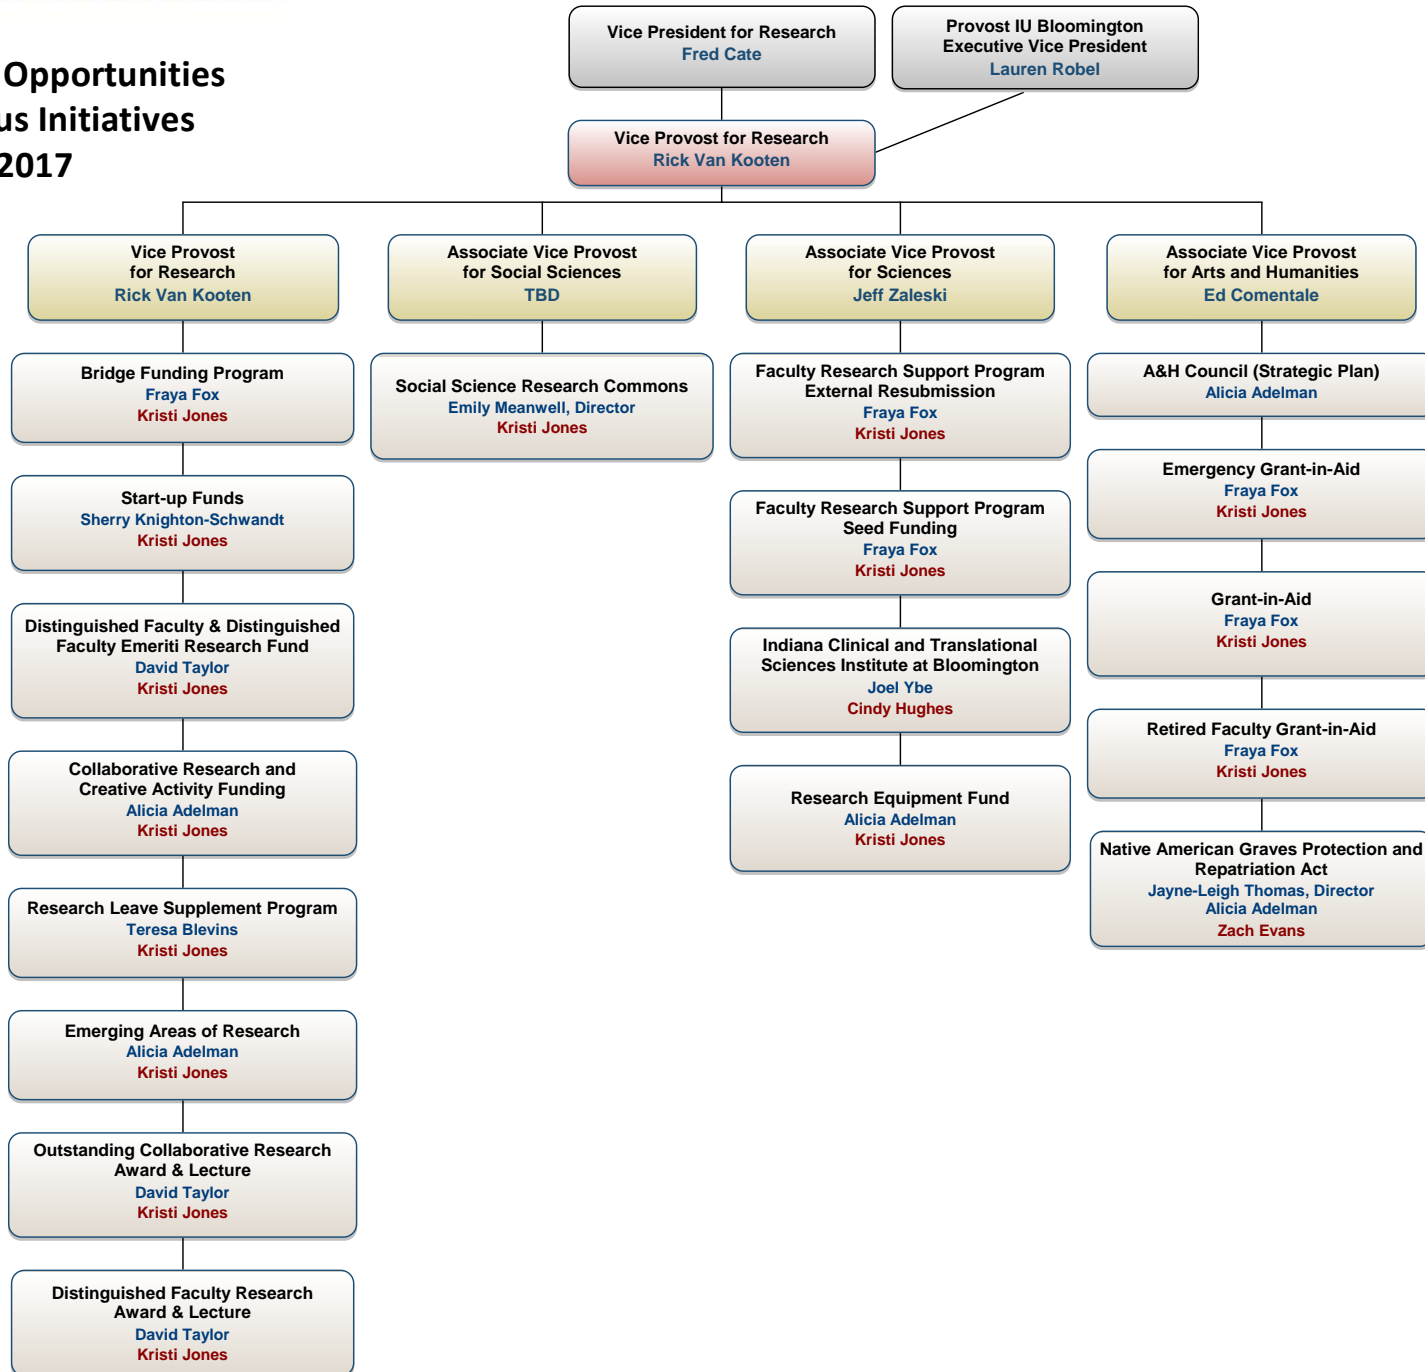 Opportunities
us Initiatives
2017
Vice President for Research
Fred Cate
Provost IU Bloomington
Executive Vice President
Lauren Robel
Vice Provost for Research
Rick Van Kooten
Vice Provost
for Research
Rick Van Kooten
Associate Vice Provost
for Social Sciences
TBD
Associate Vice Provost
for Sciences
Jeff Zaleski
Associate Vice Provost
for Arts and Humanities
Ed Comentale
Bridge Funding Program
Fraya Fox
Kristi Jones
Start-up Funds
Sherry Knighton-Schwandt
Kristi Jones
Distinguished Faculty & Distinguished
Faculty Emeriti Research Fund
David Taylor
Kristi Jones
Collaborative Research and
Creative Activity Funding
Alicia Adelman
Kristi Jones
Research Leave Supplement Program
Teresa Blevins
Kristi Jones
Emerging Areas of Research
Alicia Adelman
Kristi Jones
Outstanding Collaborative Research
Award & Lecture
David Taylor
Kristi Jones
Distinguished Faculty Research
Award & Lecture
David Taylor
Kristi Jones
Social Science Research Commons
Emily Meanwell, Director
Kristi Jones
Faculty Research Support Program
External Resubmission
Fraya Fox
Kristi Jones
Faculty Research Support Program
Seed Funding
Fraya Fox
Kristi Jones
Indiana Clinical and Translational
Sciences Institute at Bloomington
Joel Ybe
Cindy Hughes
Research Equipment Fund
Alicia Adelman
Kristi Jones
A&H Council (Strategic Plan)
Alicia Adelman
Emergency Grant-in-Aid
Fraya Fox
Kristi Jones
Grant-in-Aid
Fraya Fox
Kristi Jones
Retired Faculty Grant-in-Aid
Fraya Fox
Kristi Jones
Native American Graves Protection and
Repatriation Act
Jayne-Leigh Thomas, Director
Alicia Adelman
Zach Evans